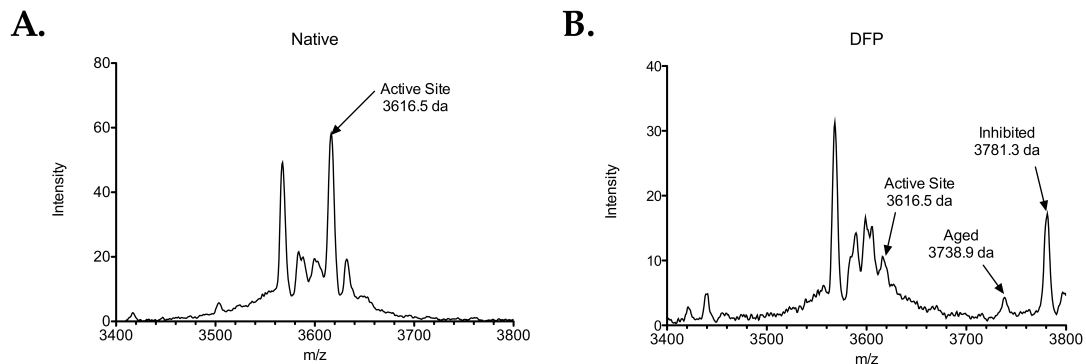 A.
Native
80
60
40
20
0
Intensity
Active Site
3616.5 da
3400
3500
3600
3700
3800
m/z
B.
DFP
40
30
20
10
0
Intensity
Active Site
3616.5 da
Aged
3738.9 da
Inhibited
3781.3 da
3400
3500
3600
3700
3800
m/z